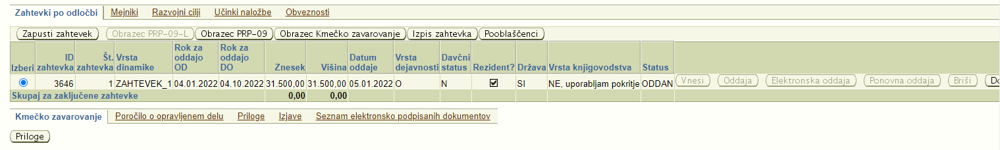 Zahtevki po odločbi Mejniki Razvojni cilji Učinki naložbe Obveznosti
Zapusti zahtevek Obrazec PRP-09-L Obrazec PRP-09 Obrazec Kmečko zavarovanje Izpis zahtevka Pooblaščenci
Izberi ID zahtevka Št. zahtevka Vrsta dinamike Rok za oddajo OD Rok za oddajo DO Znesek Višina Datum oddaje Vrsta dejavnosti Davčni status Rezident? Država Vrsta knjigovodstva Status
3646 1 ZAHTEVEK_1 04.01.2022 04.10.2022 31.500,00 31.500,00 05.01.2022 O N SI NE, uporabljam pokritje ODDAN Vnesi Oddaja Elektronska oddaja Ponovna oddaja Briši Do
Skupaj za zaključene zahtevke 0,00 0,00
Kmečko zavarovanje Poročilo o opravljenem delu Priloge Izjave Seznam elektronsko podpisanih dokumentov
Priloge